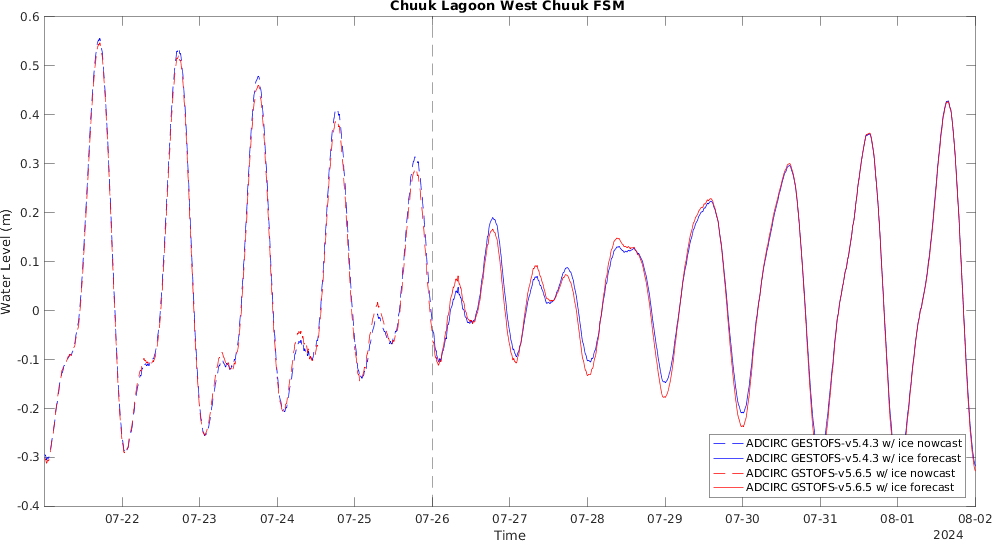 Chuuk Lagoon West Chuuk FSM
0.6
0.5
0.4
0.3
0.2
0.1
0
-0.1
-0.2
-0.3
-0.4
Water Level (m)
ADCIRC GESTOFS-v5.4.3 w/ ice nowcast
ADCIRC GESTOFS-v5.4.3 w/ ice forecast
ADCIRC GSTOFS-v5.6.5 w/ ice nowcast
ADCIRC GSTOFS-v5.6.5 w/ ice forecast
07-22 07-23 07-24 07-25 07-26 07-27 07-28 07-29 07-30 07-31 08-01 08-02
Time
2024